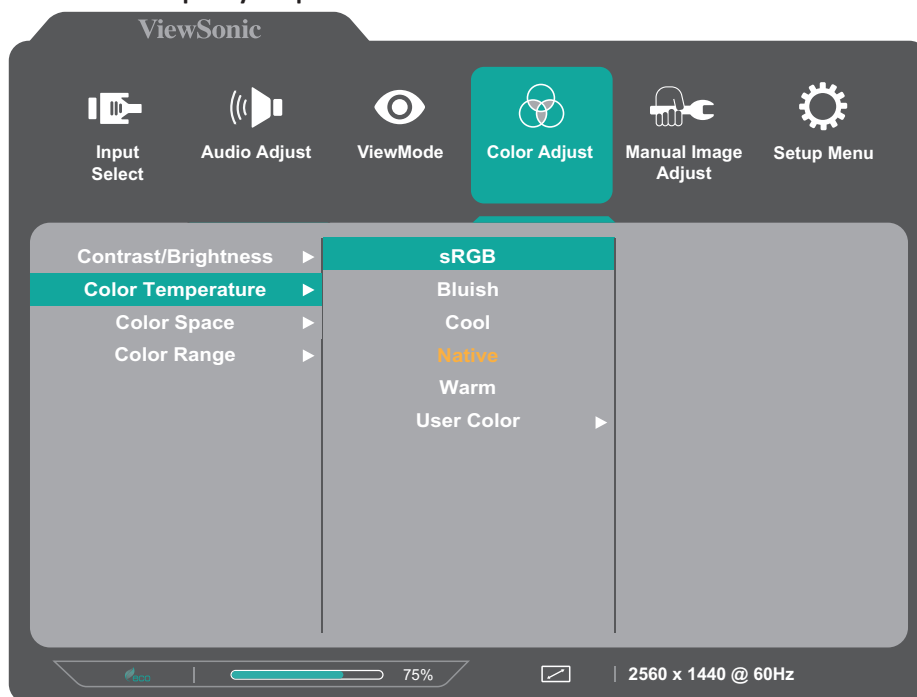 ViewSonic
Input
Select
Audio Adjust
ViewMode
Color Adjust
Manual Image
Adjust
Setup Menu
Contrast/Brightness
Color Temperature
Color Space
Color Range
sRGB
Bluish
Cool
Native
Warm
User Color
eco
75%
2560 x 1440 @ 60Hz